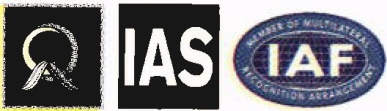 IAS
MEMBER OF MULTILATERAL
IAF
RECOGNITION ARRANGEMENT